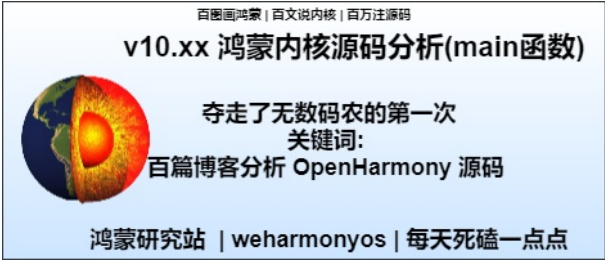 百图画鸿蒙 | 百文说内核 | 百万注源码
v10.xx 鸿蒙内核源码分析(main函数)
夺走了无数码农的第一次
关键词:
百篇博客分析 OpenHarmony 源码
鸿蒙研究站 | weharmonyos | 每天死磕一点点